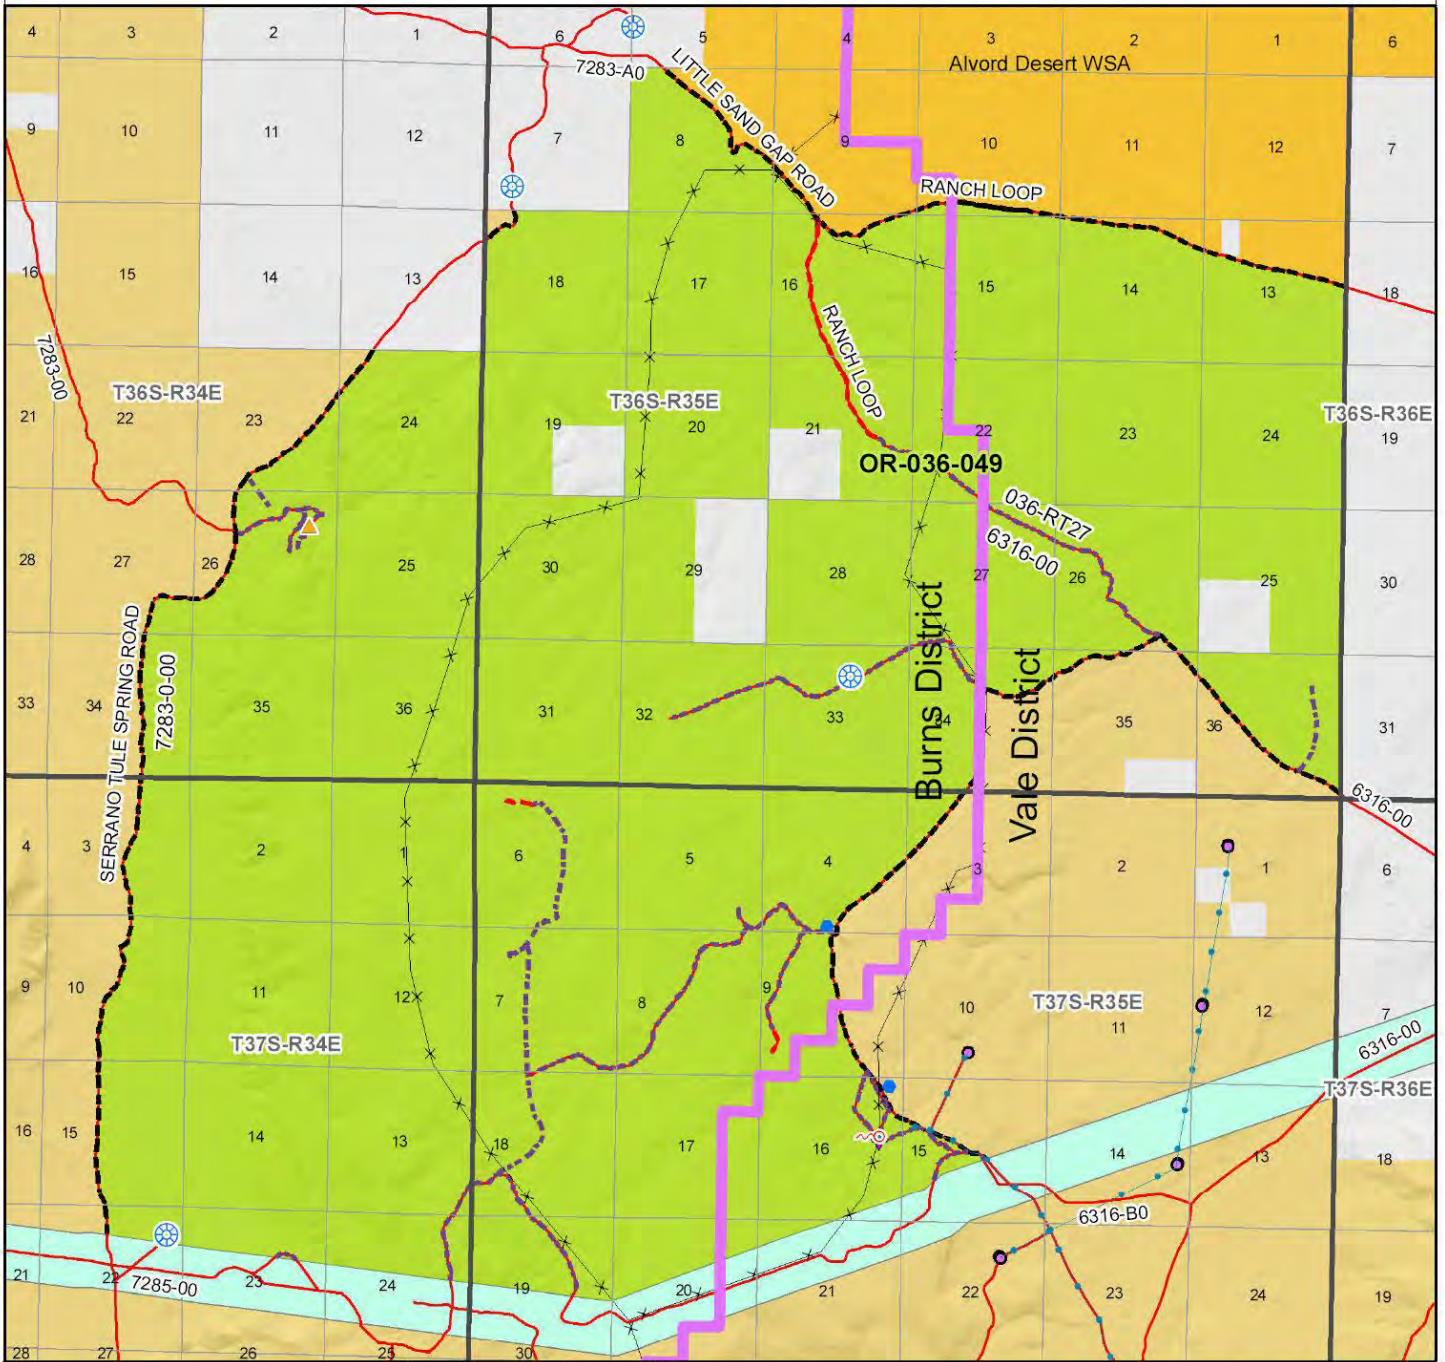 4 3 2 1 6 5 4 3 2 1 6
Alvord Desert WSA
7283-A0
LITTLE SAND GAP ROAD
9 10 11 12 7 8 9 10 11 12 7
RANCH LOOP
16 15 14 13 18 17 16 15 14 13 18
RANCH LOOP
7283-00
T36S-R34E
T36S-R35E
T36S-R36E
21 22 23 24 19 20 21 22 23 24 19
OR-036-049
036-RT27
6316-00
28 27 26 25 30 29 28 27 26 25 30
Burns District
Vale District
SERRANO TULE SPRING ROAD
7283-0-00
33 34 35 36 31 32 33 34 35 36 31
6316-00
4 3 2 1 6 5 4 3 2 1 6
9 10 11 12 7 8 9 10 11 12 7
T37S-R34E
T37S-R35E
6316-00
T37S-R36E
16 15 14 13 18 17 16 15 14 13 18
6316-B0
21 22 23 24 19 20 21 22 23 24 19
7285-00
28 27 26 25 30